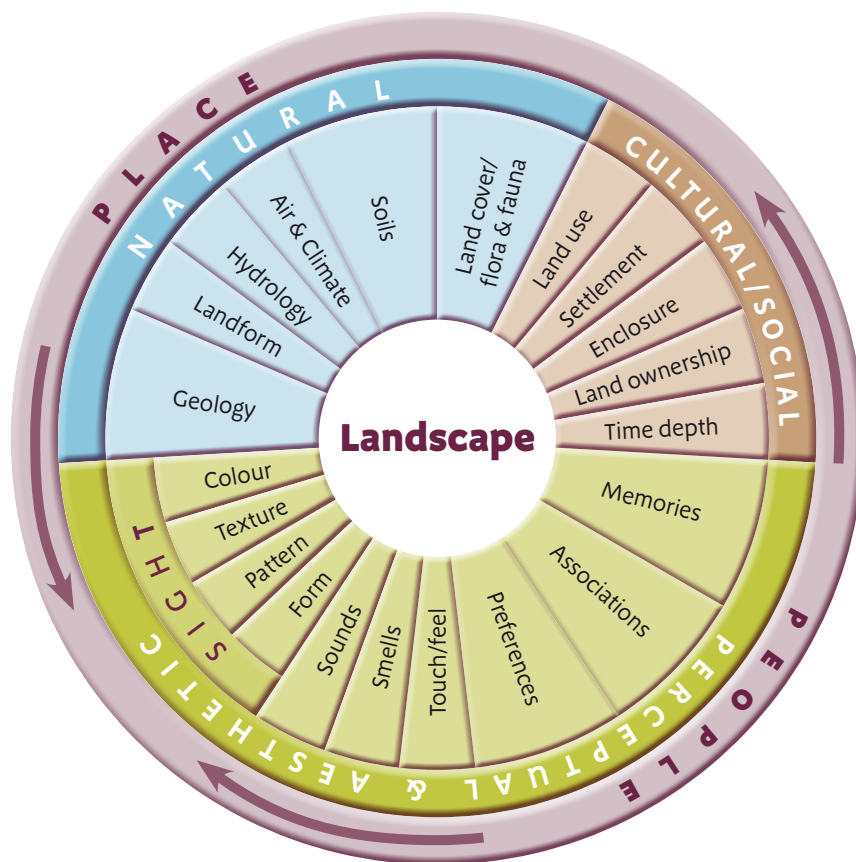 PLACE
NATURAL
CULTURAL/SOCIAL
Geology
Landform
Hydrology
Air & Climate
Soils
Land cover/
flora & fauna
Land use
Settlement
Enclosure
Land ownership
Time depth
Landscape
Memories
Associations
Preferences
Touch/feel
Smells
Sounds
Form
Pattern
Texture
Colour
SIGHT
PERCEPTUAL & AESTHETIC
PEOPLE